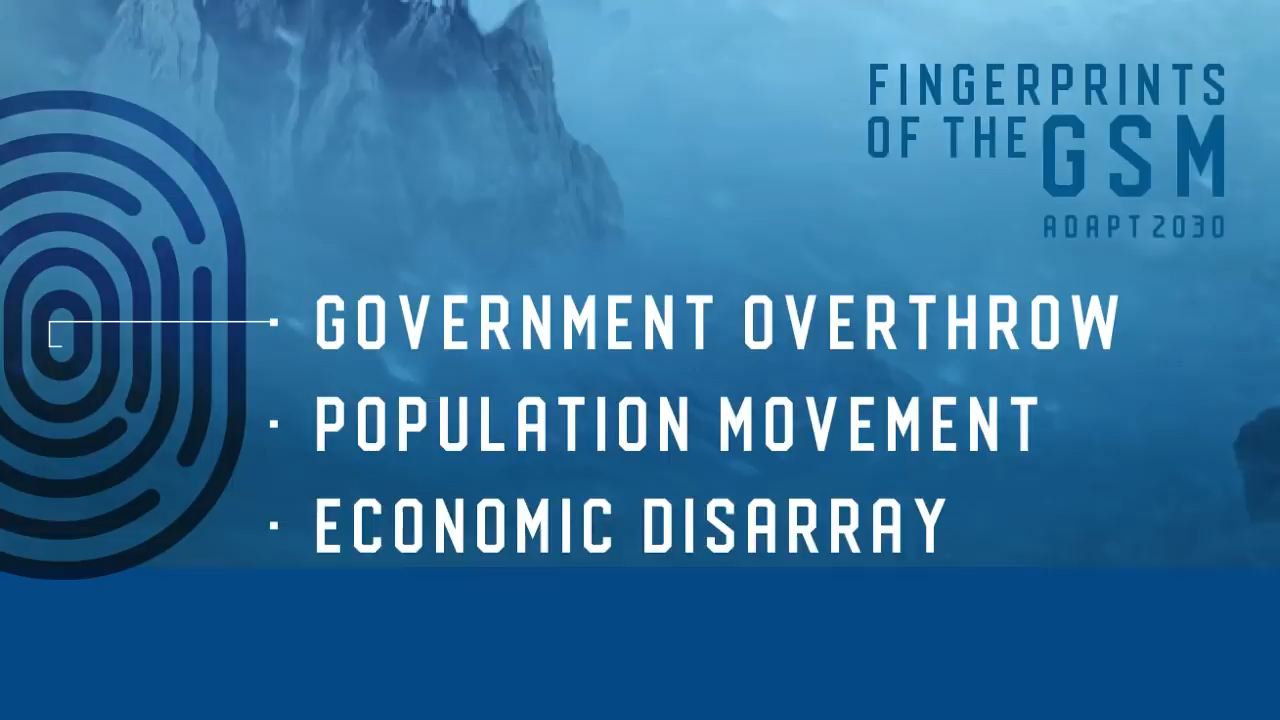 FINGERPRINTS
OF THE GSM
ADAPT 2030
GOVERNMENT OVERTHROW
POPULATION MOVEMENT
ECONOMIC DISARRAY